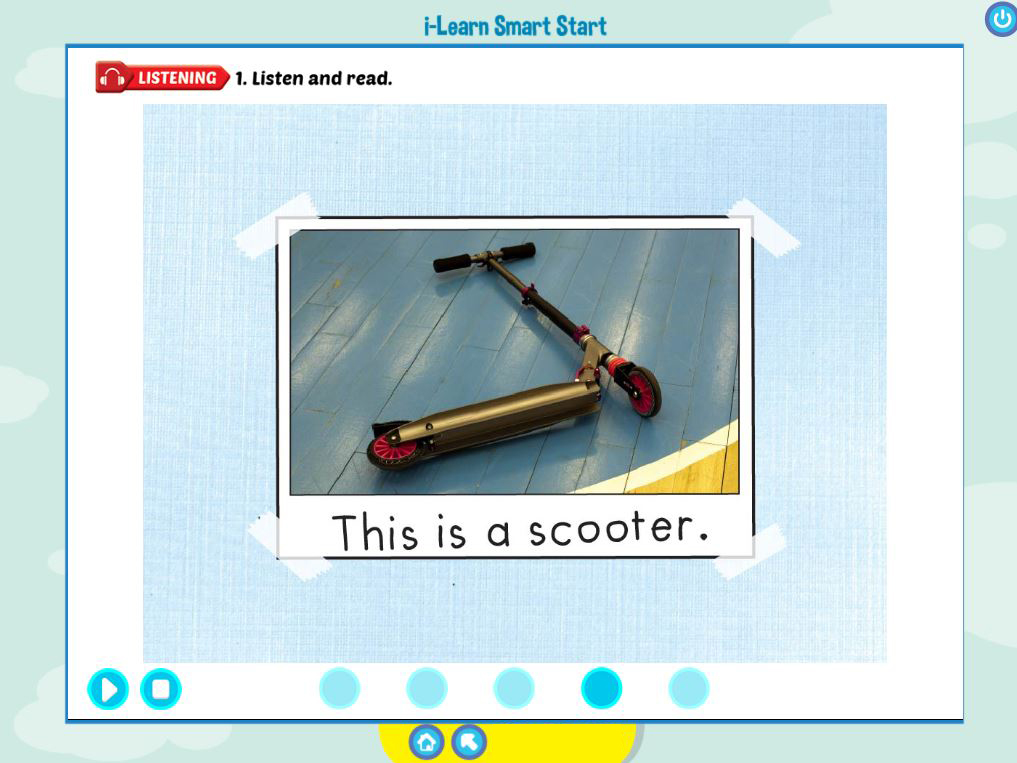 i-Learn Smart Start
LISTENING 1. Listen and read.
This is a scooter.